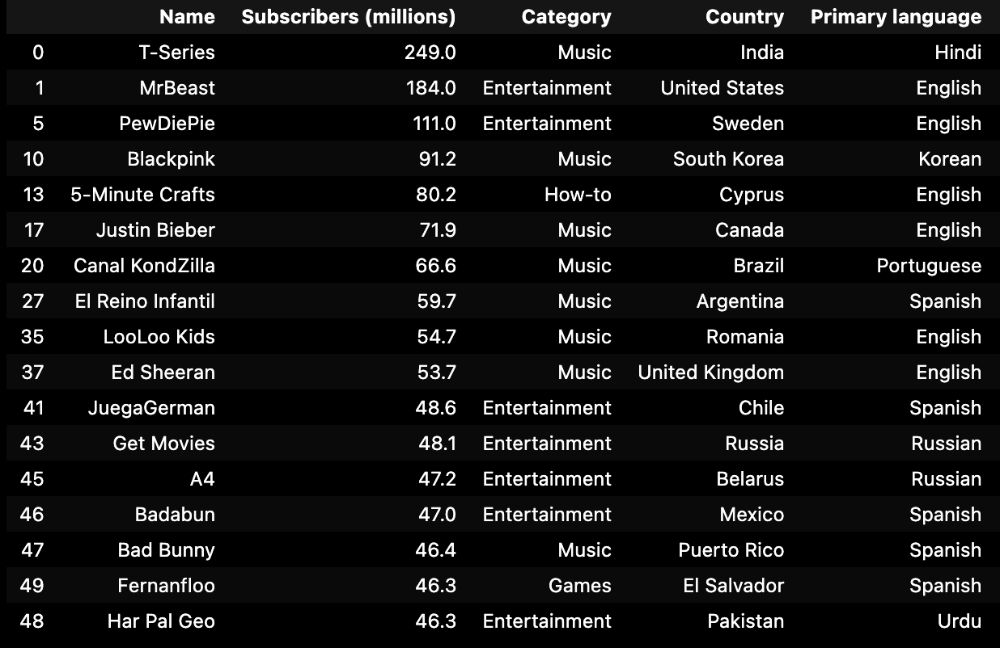 Name Subscribers (millions) Category Country Primary language
0 T-Series 249.0 Music India Hindi
1 MrBeast 184.0 Entertainment United States English
5 PewDiePie 111.0 Entertainment Sweden English
10 Blackpink 91.2 Music South Korea Korean
13 5-Minute Crafts 80.2 How-to Cyprus English
17 Justin Bieber 71.9 Music Canada English
20 Canal KondZilla 66.6 Music Brazil Portuguese
27 El Reino Infantil 59.7 Music Argentina Spanish
35 LooLoo Kids 54.7 Music Romania English
37 Ed Sheeran 53.7 Music United Kingdom English
41 JuegaGerman 48.6 Entertainment Chile Spanish
43 Get Movies 48.1 Entertainment Russia Russian
45 A4 47.2 Entertainment Belarus Russian
46 Badabun 47.0 Entertainment Mexico Spanish
47 Bad Bunny 46.4 Music Puerto Rico Spanish
49 Fernanfloo 46.3 Games El Salvador Spanish
48 Har Pal Geo 46.3 Entertainment Pakistan Urdu